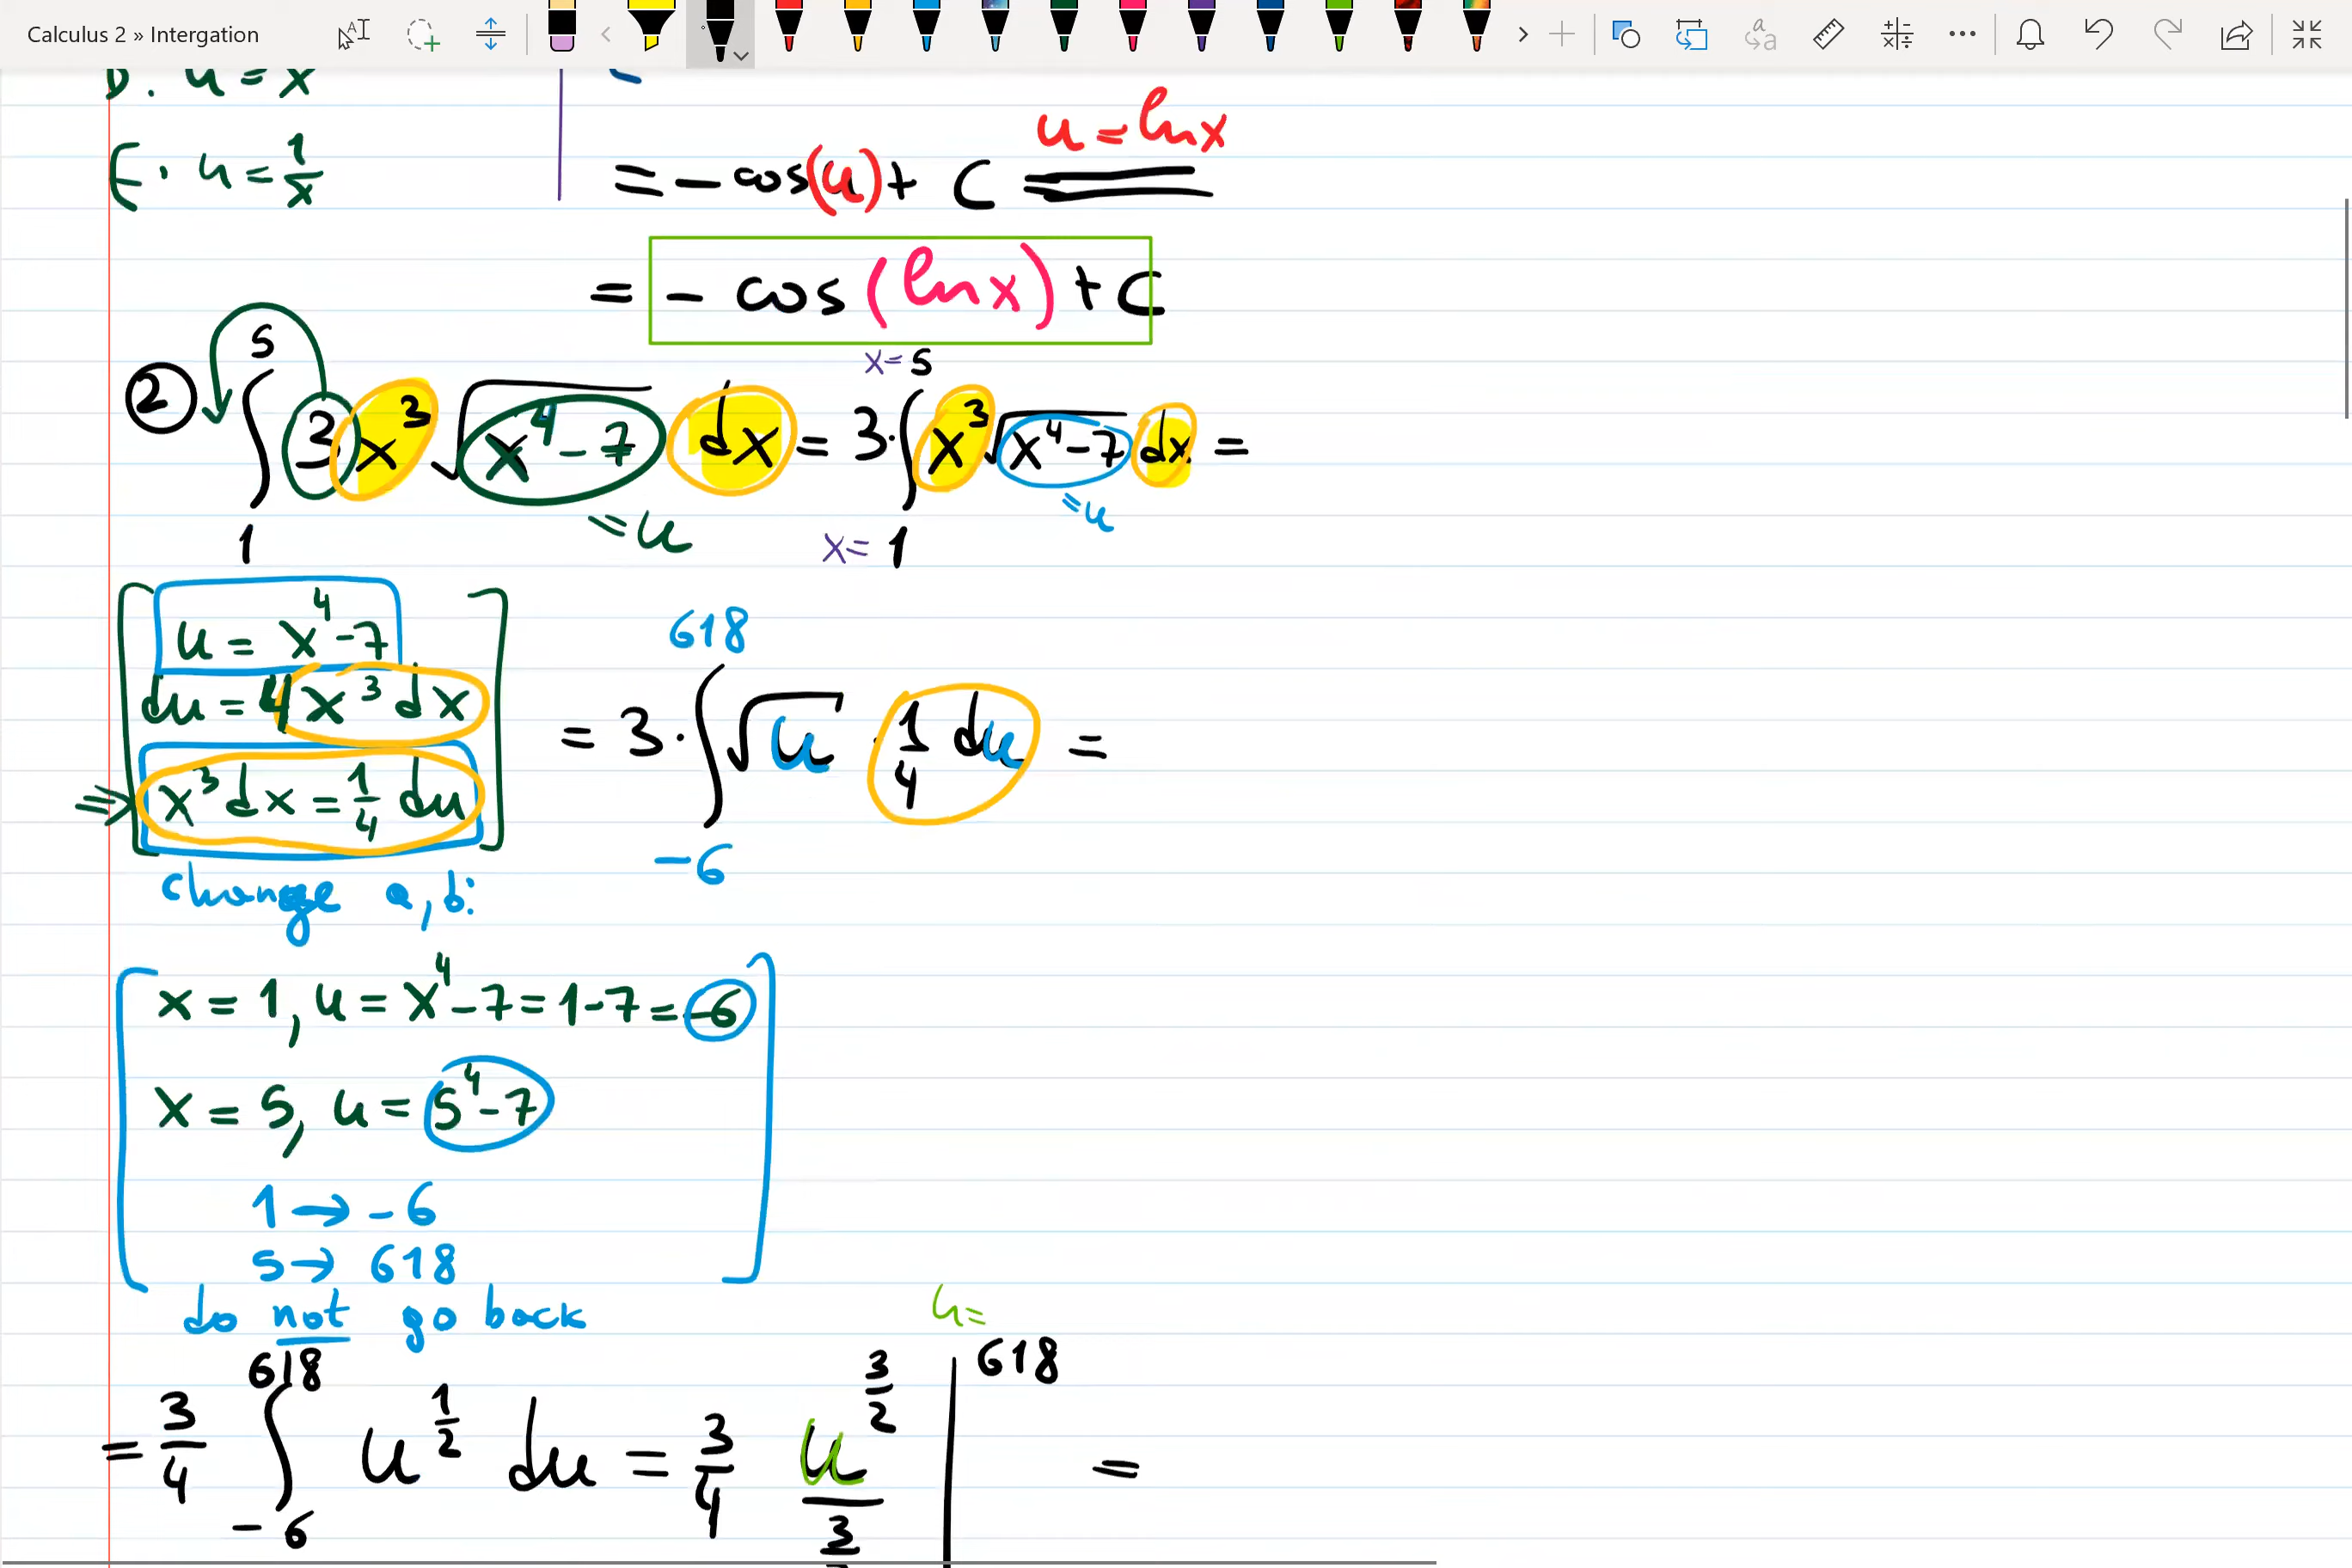 Calculus 2 » Intergation
D. u = x
E. u = 1/x
= - cos(u) + C
u = ln x
= - cos(ln x) + C
② ∫₁⁵ 3x³ √(x⁴-7) dx = 3·∫ x³ √(x⁴-7) dx =
x= 5
x= 1
= u
= u
u = x⁴-7
du = 4x³dx
⇒ x³dx = 1/4 du
= 3·∫ √u · 1/4 du =
618
-6
change a, b:
x = 1, u = x⁴-7 = 1-7 = -6
x = 5, u = 5⁴-7
1 → -6
5 → 618
do not go back
= 3/4 ∫ u^(1/2) du = 3/4 u^(3/2) / (3/2) | =
618
-6
u=
618